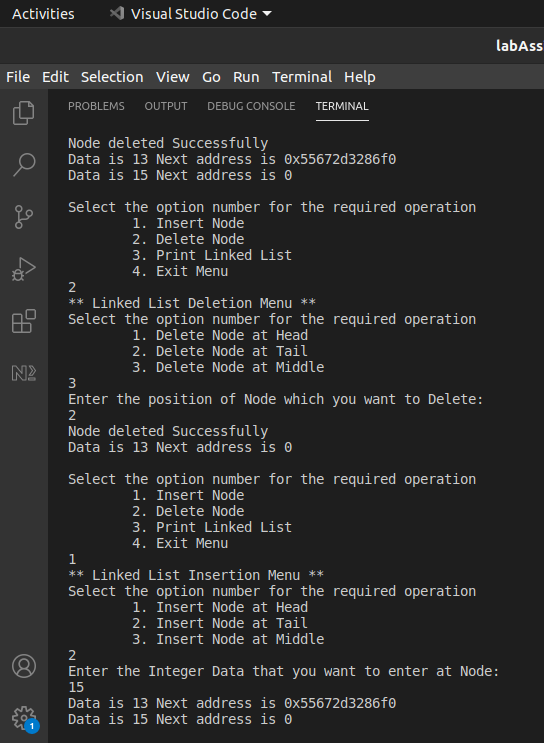 Activities Visual Studio Code
labAss
File Edit Selection View Go Run Terminal Help
PROBLEMS OUTPUT DEBUG CONSOLE TERMINAL
Node deleted Successfully
Data is 13 Next address is 0x55672d3286f0
Data is 15 Next address is 0
Select the option number for the required operation
1. Insert Node
2. Delete Node
3. Print Linked List
4. Exit Menu
2
** Linked List Deletion Menu **
Select the option number for the required operation
1. Delete Node at Head
2. Delete Node at Tail
3. Delete Node at Middle
3
Enter the position of Node which you want to Delete:
2
Node deleted Successfully
Data is 13 Next address is 0
Select the option number for the required operation
1. Insert Node
2. Delete Node
3. Print Linked List
4. Exit Menu
1
** Linked List Insertion Menu **
Select the option number for the required operation
1. Insert Node at Head
2. Insert Node at Tail
3. Insert Node at Middle
2
Enter the Integer Data that you want to enter at Node:
15
Data is 13 Next address is 0x55672d3286f0
Data is 15 Next address is 0
1